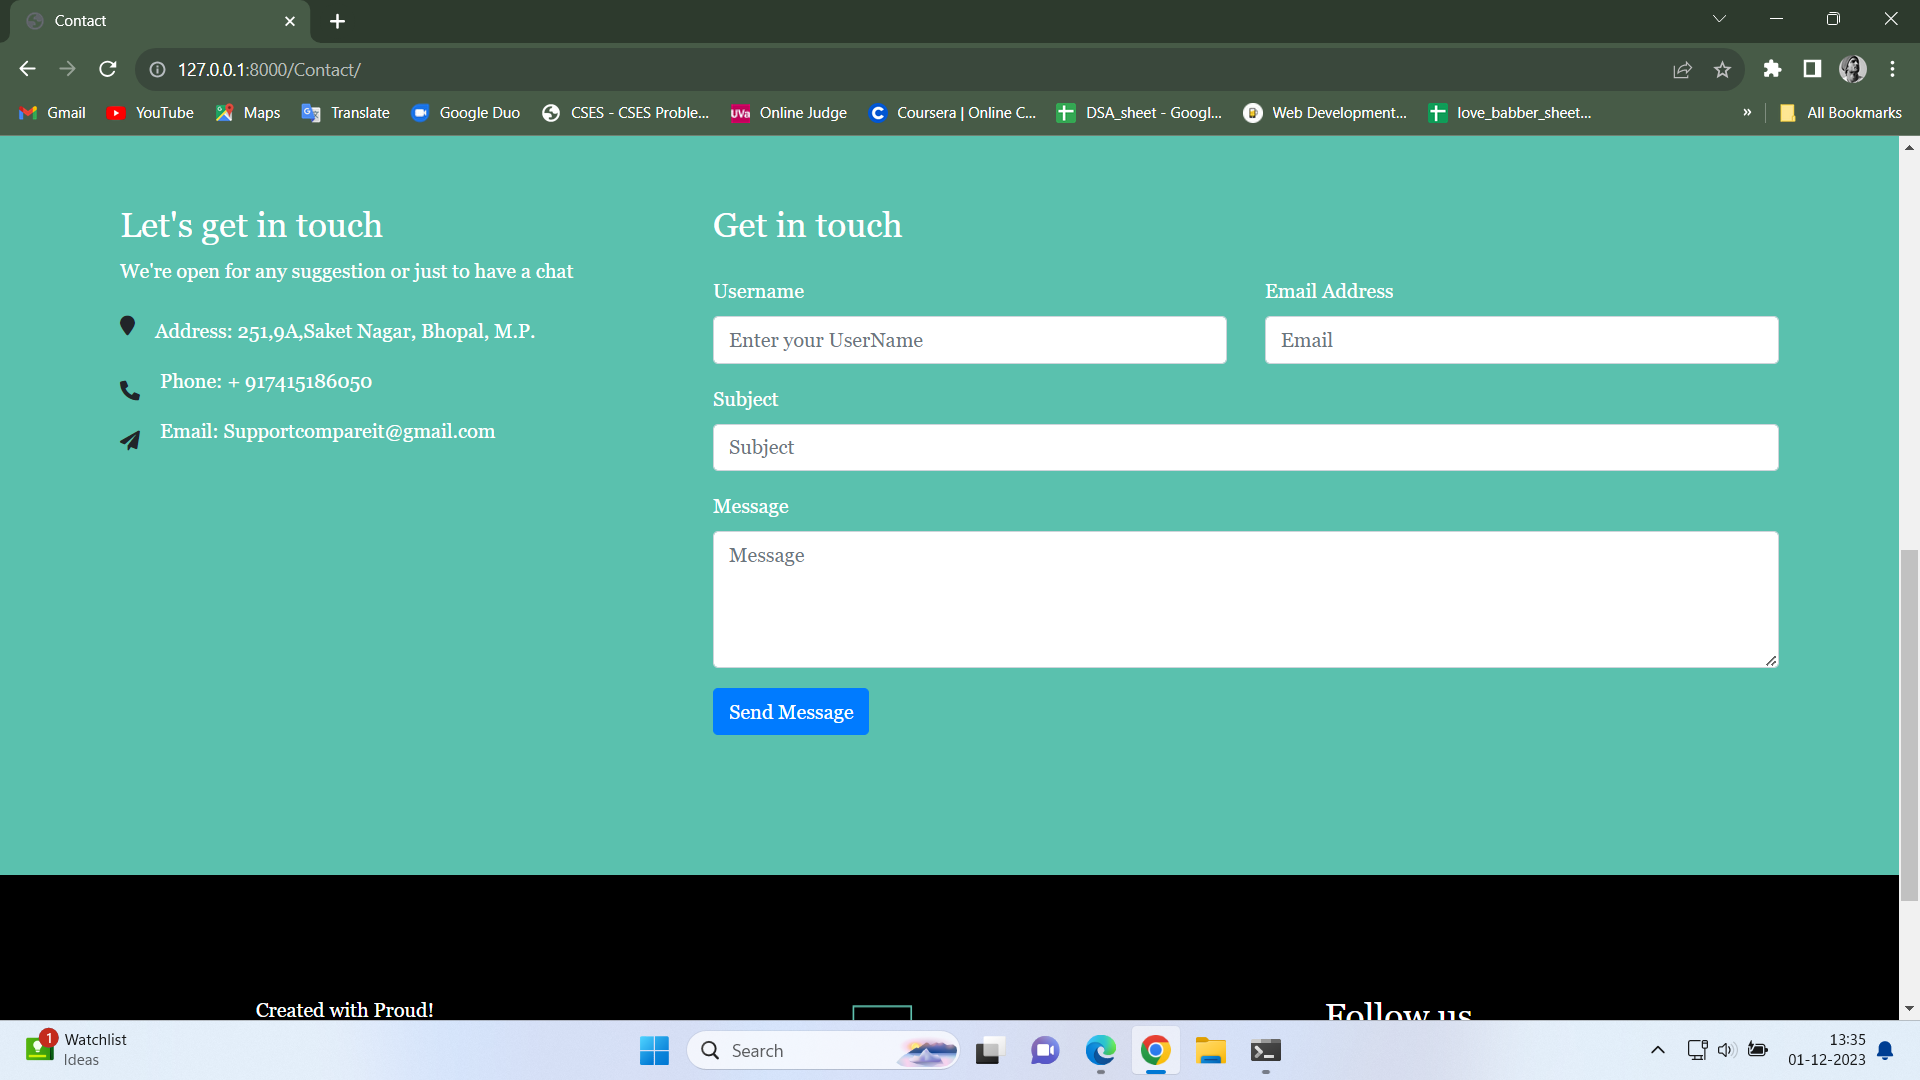 Contact
127.0.0.1:8000/Contact/
Gmail
YouTube
Maps
Translate
Google Duo
CSES - CSES Proble...
UVa
Online Judge
Coursera | Online C...
DSA_sheet - Googl...
Web Development...
love_babber_sheet...
»
All Bookmarks
Let's get in touch
We're open for any suggestion or just to have a chat
Address: 251,9A,Saket Nagar, Bhopal, M.P.
Phone: + 917415186050
Email: Supportcompareit@gmail.com
Get in touch
Username
Email Address
Enter your UserName
Email
Subject
Subject
Message
Message
Send Message
Created with Proud!
Follow us
1
Watchlist
Ideas
Search
13:35
01-12-2023